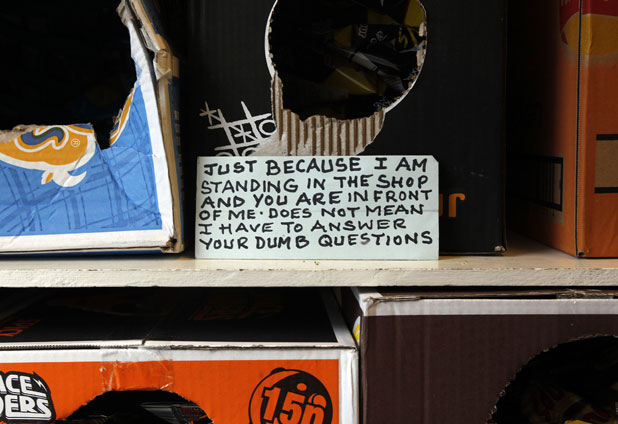 JUST BECAUSE I AM
STANDING IN THE SHOP
AND YOU ARE IN FRONT
OF ME. DOES NOT MEAN
I HAVE TO ANSWER
YOUR DUMB QUESTIONS
15p